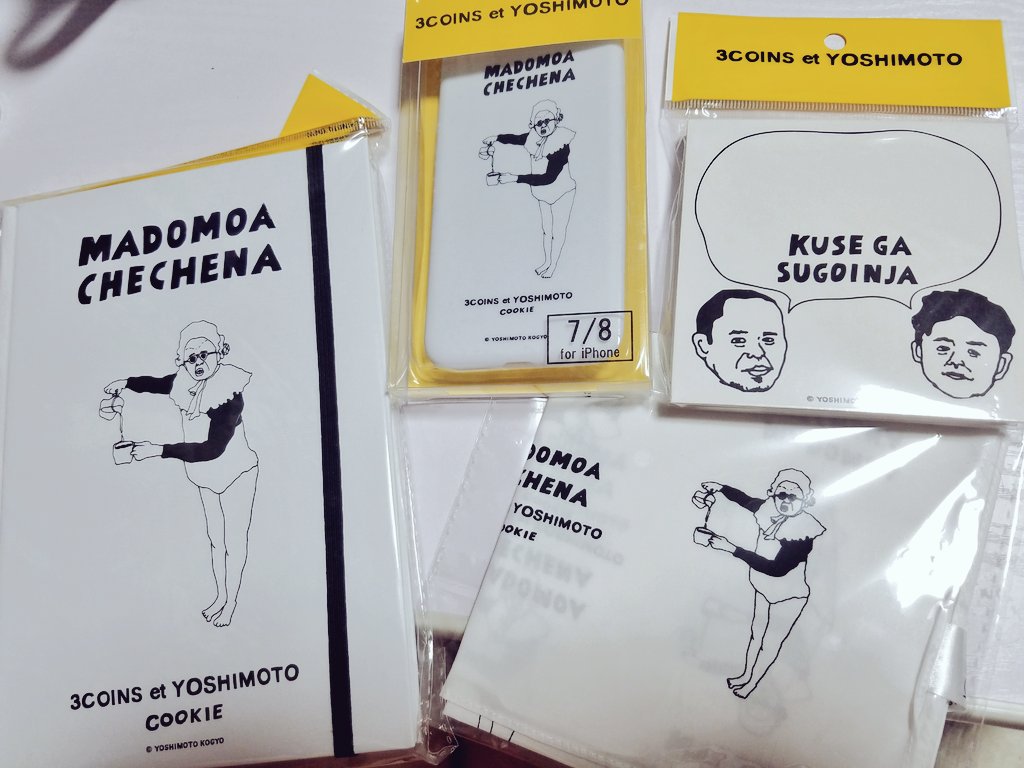 MADOMOA
CHECHENA
3COINS et YOSHIMOTO
COOKIE
© YOSHIMOTO KOGYO
3COINS et YOSHIMOTO
MADOMOA
CHECHENA
3COINS et YOSHIMOTO
COOKIE
© YOSHIMOTO KOGYO
7/8
for iPhone
3COINS et YOSHIMOTO
KUSE GA
SUGOINJA
© YOSHIMOTO
DOMOA
HENA
YOSHIMOTO
OOKIE